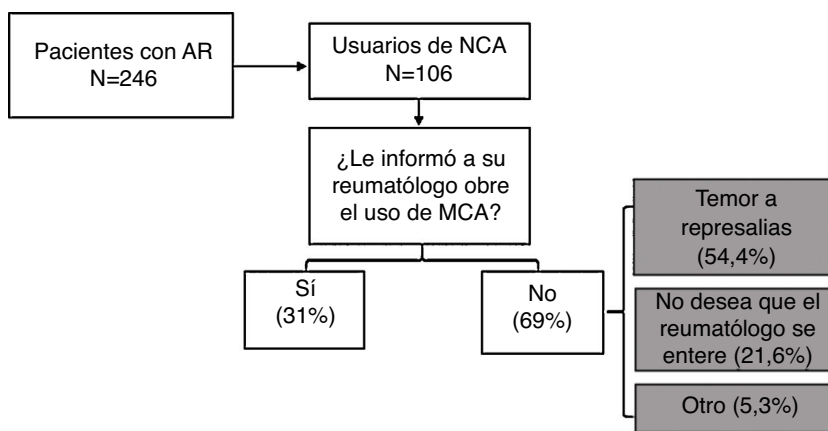 Pacientes con AR
N=246
Usuarios de NCA
N=106
¿Le informó a su
reumatólogo obre
el uso de MCA?
Sí
(31%)
No
(69%)
Temor a
represalias
(54,4%)
No desea que el
reumatólogo se
entere (21,6%)
Otro (5,3%)